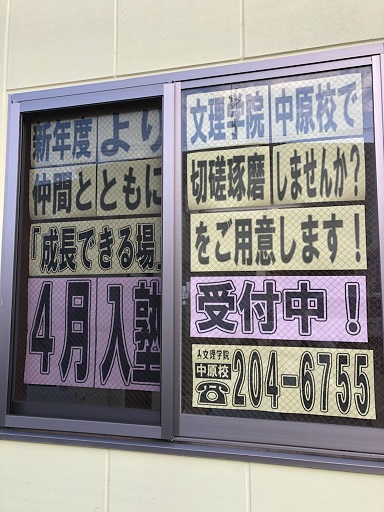 新年度より文理学院 中原校で
仲間とともに切磋琢磨しませんか?
「成長できる場」をご用意します!
4月入塾受付中!
文理学院
中原校
☎204-6755